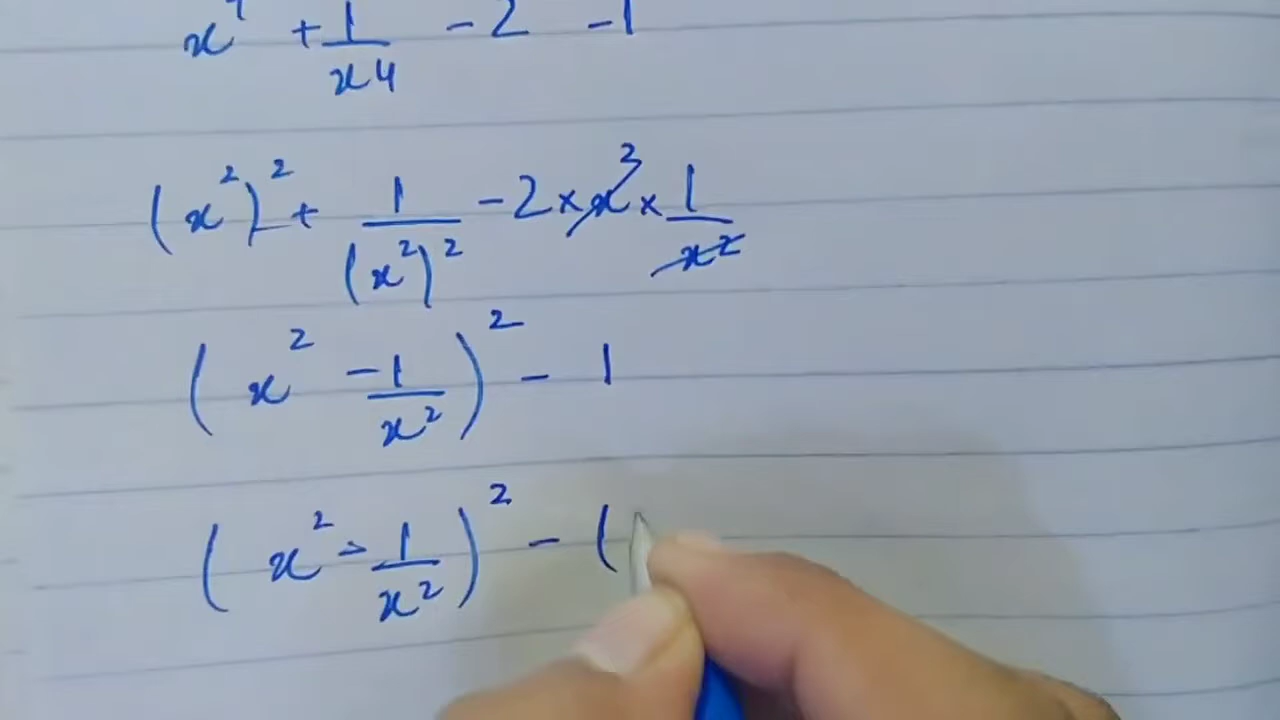 x⁴ + 1/x4 - 2 - 1
(x²)² + 1/(x²)² - 2 × x² × 1/x²
(x² - 1/x²)² - 1
(x² - 1/x²)² - (